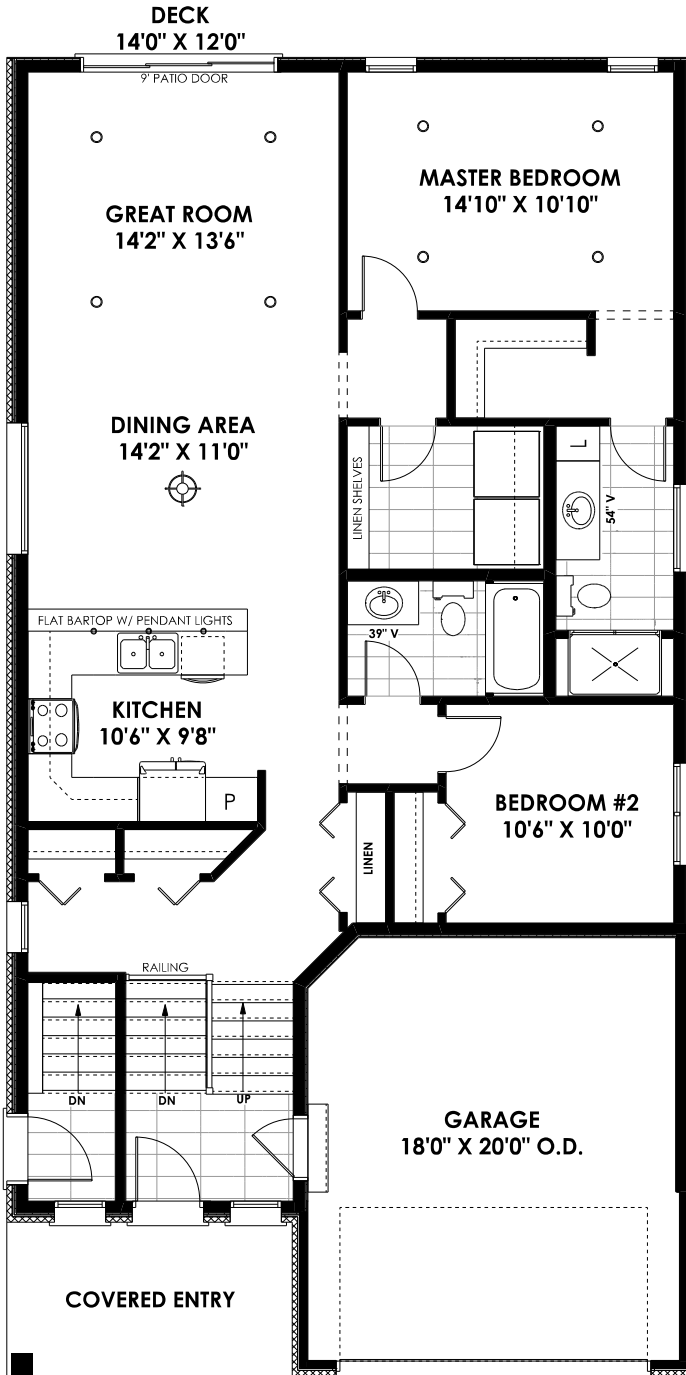 DECK
14'0" X 12'0"
9' PATIO DOOR
MASTER BEDROOM
14'10" X 10'10"
GREAT ROOM
14'2" X 13'6"
DINING AREA
14'2" X 11'0"
LINEN SHELVES
L
54" V
FLAT BARTOP W/ PENDANT LIGHTS
39" V
KITCHEN
10'6" X 9'8"
P
BEDROOM #2
10'6" X 10'0"
LINEN
RAILING
DN
DN
UP
GARAGE
18'0" X 20'0" O.D.
COVERED ENTRY